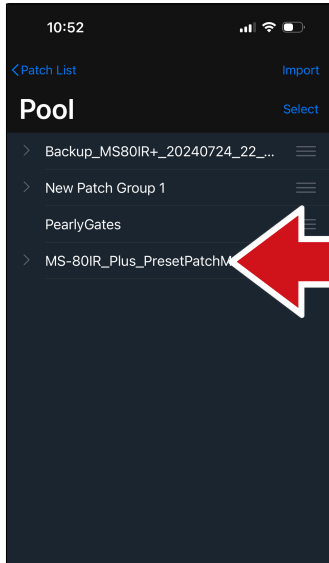 10:52
Patch List
Import
Pool
Select
Backup_MS80IR+_20240724_22_...
New Patch Group 1
PearlyGates
MS-80IR_Plus_PresetPatchM